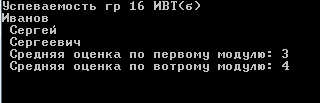 Успеваемость гр 16 ИВТ(б)
Иванов
Сергей
Сергеевич
Средняя оценка по первому модулю: 3
Средняя оценка по вотрому модулю: 4